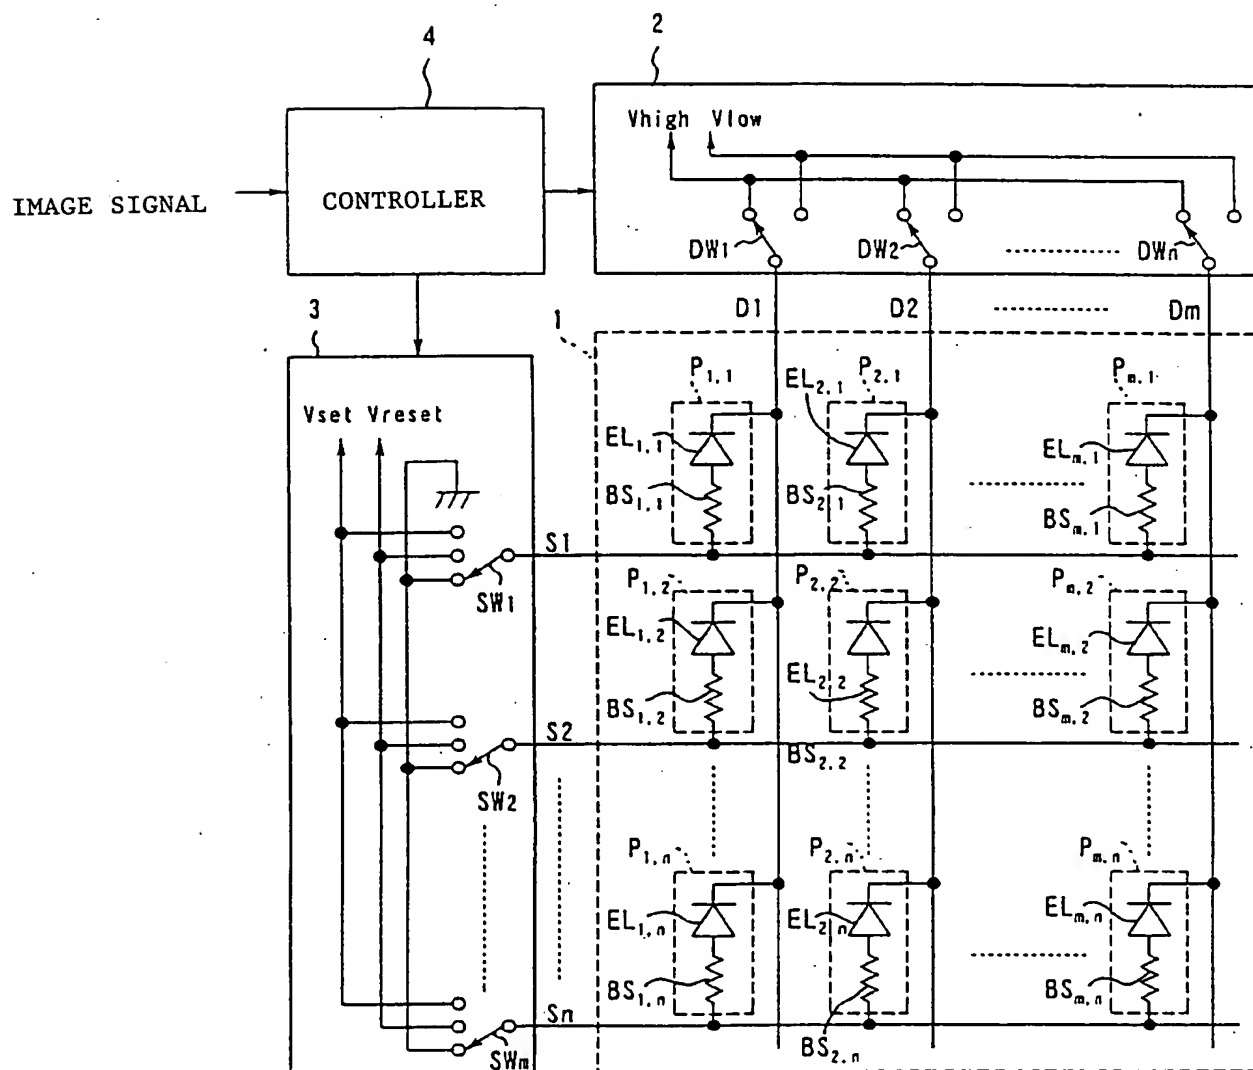 4
2
IMAGE SIGNAL
CONTROLLER
Vhigh Vlow
DW1
DW2
DWn
3
1
D1
D2
Dm
Vset Vreset
P1,1
EL2,1
P2,1
Pm,1
EL1,1
ELm,1
BS1,1
BS2,1
BSm,1
S1
SW1
P1,2
P2,2
Pm,2
EL1,2
ELm,2
EL2,2
BS1,2
BSm,2
S2
BS2,2
SW2
P1,n
P2,n
Pm,n
EL1,n
EL2,n
ELm,n
BS1,n
BSm,n
Sn
BS2,n
SWm